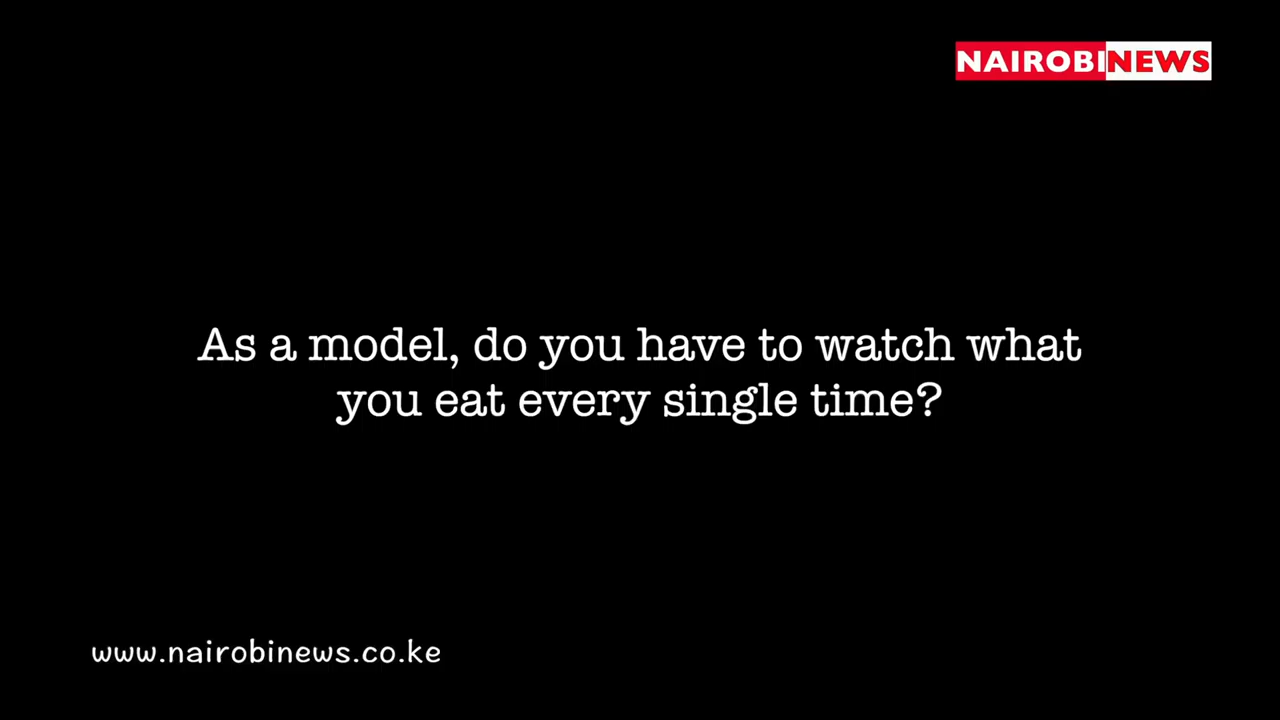 NAIROBINEWS
As a model, do you have to watch what
you eat every single time?
www.nairobinews.co.ke